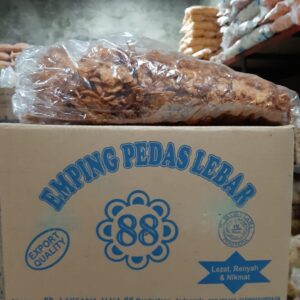 EMPING PEDAS LEBAR
EXPORT
QUALITY
88
Lezat, Renyah
& Nikmat